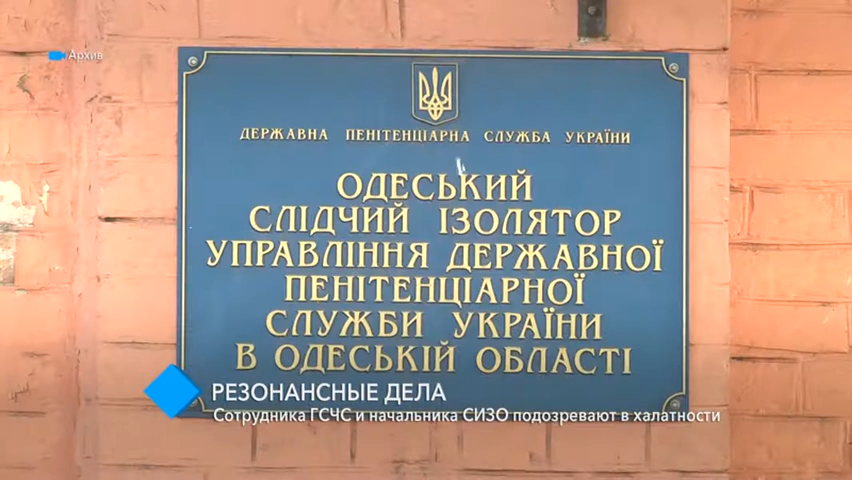 Архив
ДЕРЖАВНА ПЕНІТЕНЦІАРНА СЛУЖБА УКРАЇНИ
ОДЕСЬКИЙ
СЛІДЧИЙ ІЗОЛЯТОР
УПРАВЛІННЯ ДЕРЖАВНОЇ
ПЕНІТЕНЦІАРНОЇ
СЛУЖБИ УКРАЇНИ
В ОДЕСЬКІЙ ОБЛАСТІ
РЕЗОНАНСНЫЕ ДЕЛА
Сотрудника ГСЧС и начальника СИЗО подозревают в халатности